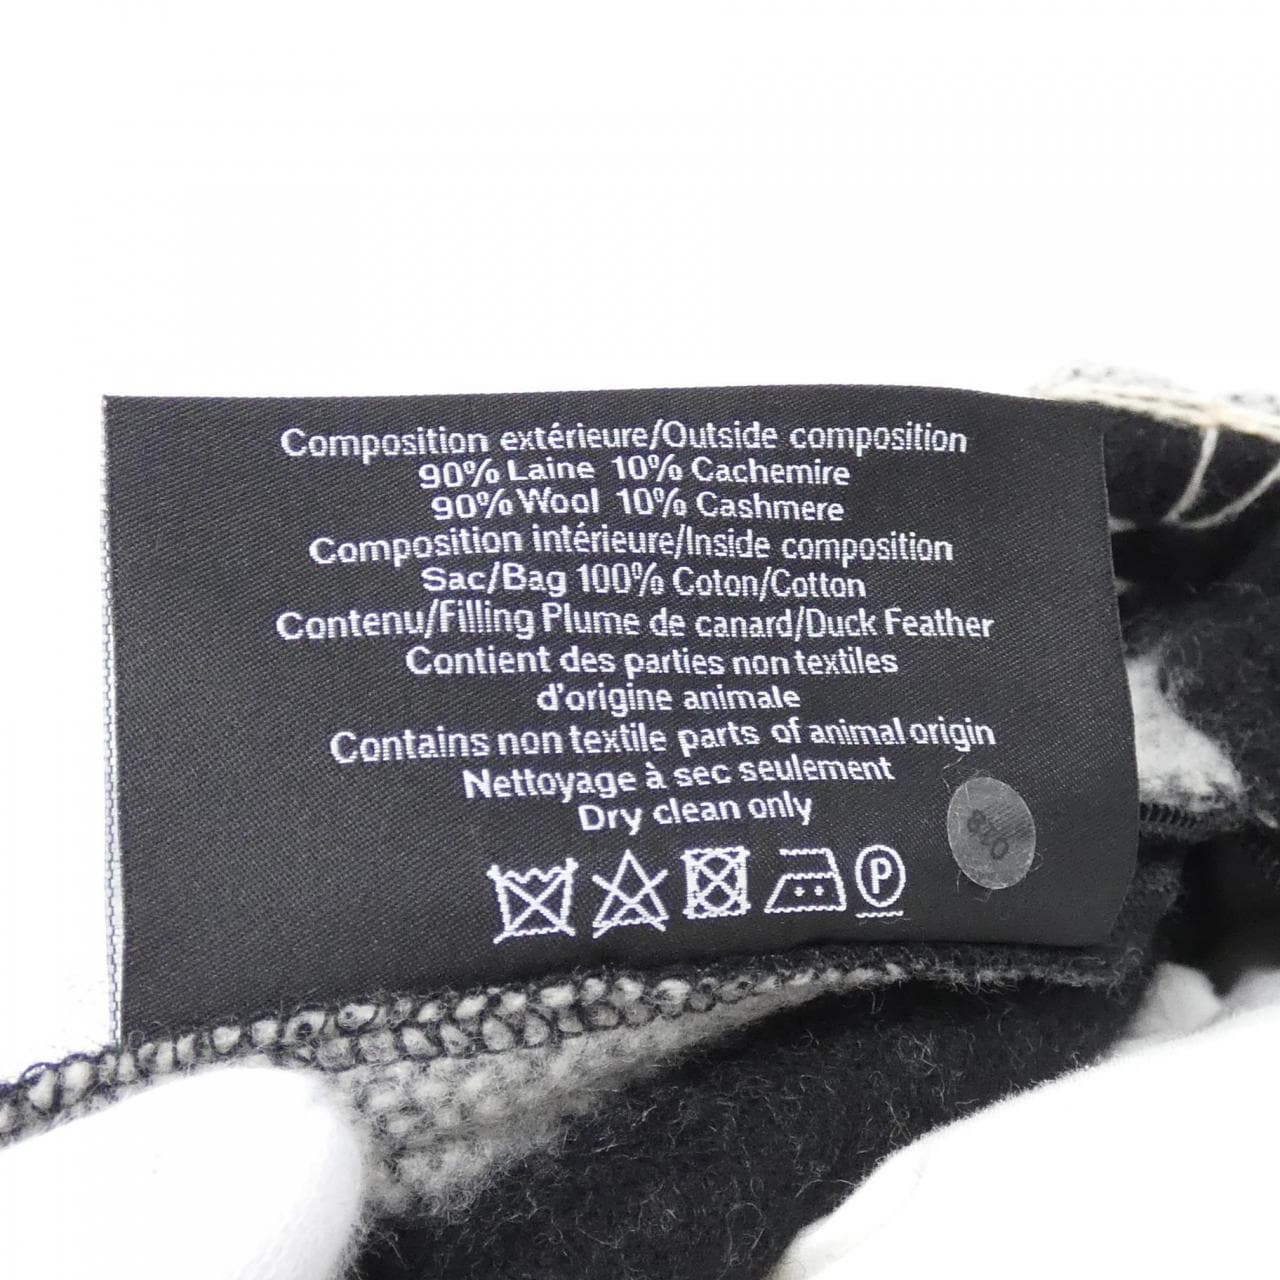 Composition extérieure/Outside composition
90% Laine 10% Cachemire
90% Wool 10% Cashmere
Composition intérieure/Inside composition
Sac/Bag 100% Coton/Cotton
Contenu/Filling Plume de canard/Duck Feather
Contient des parties non textiles
d'origine animale
Contains non textile parts of animal origin
Nettoyage à sec seulement
Dry clean only
P